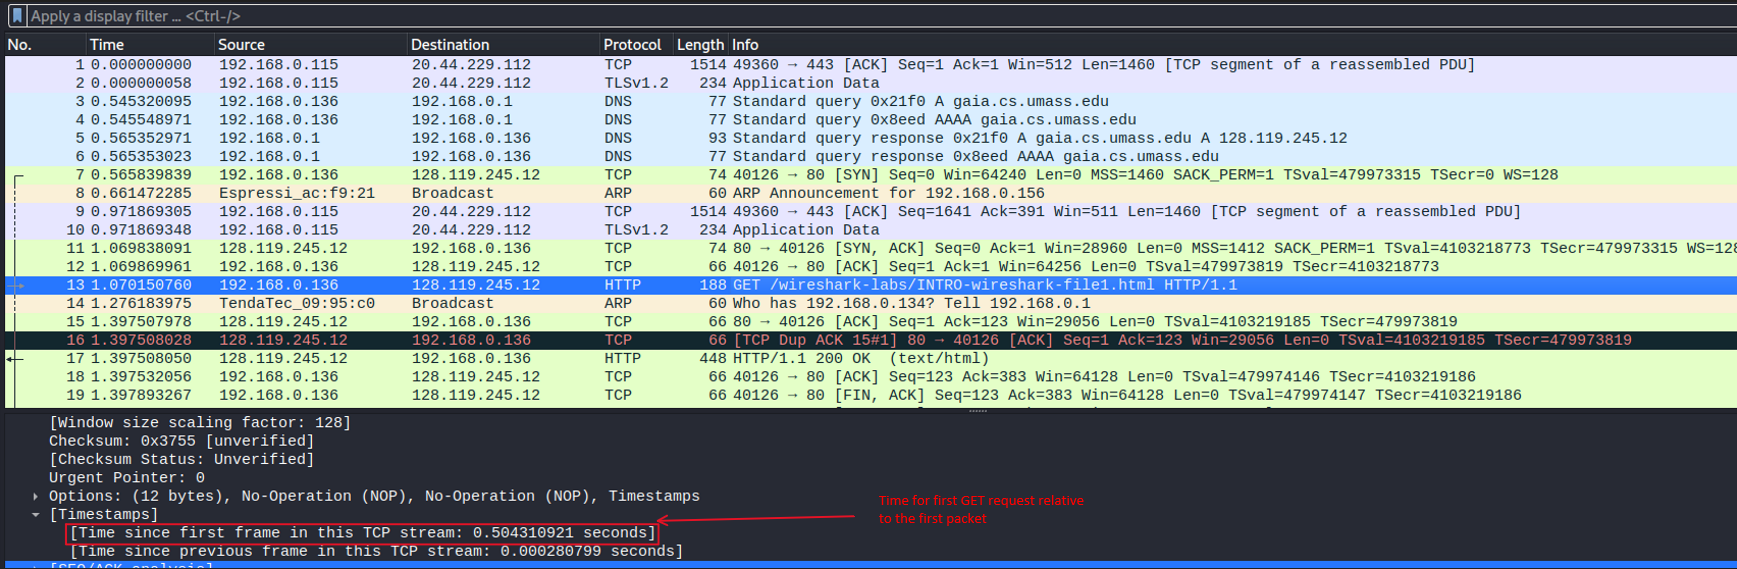 Apply a display filter ... <Ctrl-/>
No. Time Source Destination Protocol Length Info
1 0.000000000 192.168.0.115 20.44.229.112 TCP 1514 49360 → 443 [ACK] Seq=1 Ack=1 Win=512 Len=1460 [TCP segment of a reassembled PDU]
2 0.000000058 192.168.0.115 20.44.229.112 TLSv1.2 234 Application Data
3 0.545320095 192.168.0.136 192.168.0.1 DNS 77 Standard query 0x21f0 A gaia.cs.umass.edu
4 0.545548971 192.168.0.136 192.168.0.1 DNS 77 Standard query 0x8eed AAAA gaia.cs.umass.edu
5 0.565352971 192.168.0.1 192.168.0.136 DNS 93 Standard query response 0x21f0 A gaia.cs.umass.edu A 128.119.245.12
6 0.565353023 192.168.0.1 192.168.0.136 DNS 77 Standard query response 0x8eed AAAA gaia.cs.umass.edu
7 0.565839839 192.168.0.136 128.119.245.12 TCP 74 40126 → 80 [SYN] Seq=0 Win=64240 Len=0 MSS=1460 SACK_PERM=1 TSval=479973315 TSecr=0 WS=128
8 0.661472285 Espressi_ac:f9:21 Broadcast ARP 60 ARP Announcement for 192.168.0.156
9 0.971869305 192.168.0.115 20.44.229.112 TCP 1514 49360 → 443 [ACK] Seq=1641 Ack=391 Win=511 Len=1460 [TCP segment of a reassembled PDU]
10 0.971869348 192.168.0.115 20.44.229.112 TLSv1.2 234 Application Data
11 1.069838091 128.119.245.12 192.168.0.136 TCP 74 80 → 40126 [SYN, ACK] Seq=0 Ack=1 Win=28960 Len=0 MSS=1412 SACK_PERM=1 TSval=4103218773 TSecr=479973315 WS=128
12 1.069869961 192.168.0.136 128.119.245.12 TCP 66 40126 → 80 [ACK] Seq=1 Ack=1 Win=64256 Len=0 TSval=479973819 TSecr=4103218773
13 1.070150760 192.168.0.136 128.119.245.12 HTTP 188 GET /wireshark-labs/INTRO-wireshark-file1.html HTTP/1.1
14 1.276183975 TendaTec_09:95:c0 Broadcast ARP 60 Who has 192.168.0.134? Tell 192.168.0.1
15 1.397507978 128.119.245.12 192.168.0.136 TCP 66 80 → 40126 [ACK] Seq=1 Ack=123 Win=29056 Len=0 TSval=4103219185 TSecr=479973819
16 1.397508028 128.119.245.12 192.168.0.136 TCP 66 [TCP Dup ACK 15#1] 80 → 40126 [ACK] Seq=1 Ack=123 Win=29056 Len=0 TSval=4103219185 TSecr=479973819
17 1.397508050 128.119.245.12 192.168.0.136 HTTP 448 HTTP/1.1 200 OK (text/html)
18 1.397532056 192.168.0.136 128.119.245.12 TCP 66 40126 → 80 [ACK] Seq=123 Ack=383 Win=64128 Len=0 TSval=479974146 TSecr=4103219186
19 1.397893267 192.168.0.136 128.119.245.12 TCP 66 40126 → 80 [FIN, ACK] Seq=123 Ack=383 Win=64128 Len=0 TSval=479974147 TSecr=4103219186
[Window size scaling factor: 128]
Checksum: 0x3755 [unverified]
[Checksum Status: Unverified]
Urgent Pointer: 0
Options: (12 bytes), No-Operation (NOP), No-Operation (NOP), Timestamps
[Timestamps]
[Time since first frame in this TCP stream: 0.504310921 seconds]
[Time since previous frame in this TCP stream: 0.000280799 seconds]
[SEQ/ACK analysis]
Time for first GET request relative
to the first packet